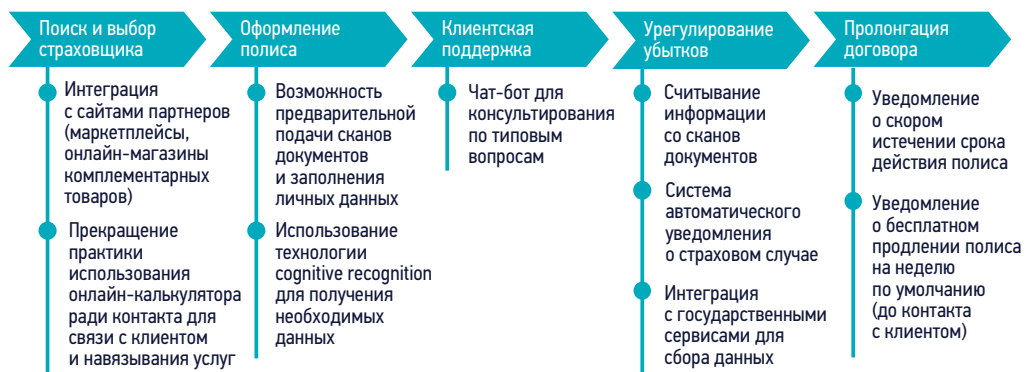 Поиск и выбор
страховщика
Интеграция
с сайтами партнеров
(маркетплейсы,
онлайн-магазины
комплементарных
товаров)
Прекращение
практики
использования
онлайн-калькулятора
ради контакта для
связи с клиентом
и навязывания услуг
Оформление
полиса
Возможность
предварительной
подачи сканов
документов
и заполнения
личных данных
Использование
технологии
cognitive recognition
для получения
необходимых
данных
Клиентская
поддержка
Чат-бот для
консультирования
по типовым
вопросам
Урегулирование
убытков
Считывание
информации
со сканов
документов
Система
автоматического
уведомления
о страховом случае
Интеграция
с государственными
сервисами для
сбора данных
Пролонгация
договора
Уведомление
о скором
истечении срока
действия полиса
Уведомление
о бесплатном
продлении полиса
на неделю
по умолчанию
(до контакта
с клиентом)